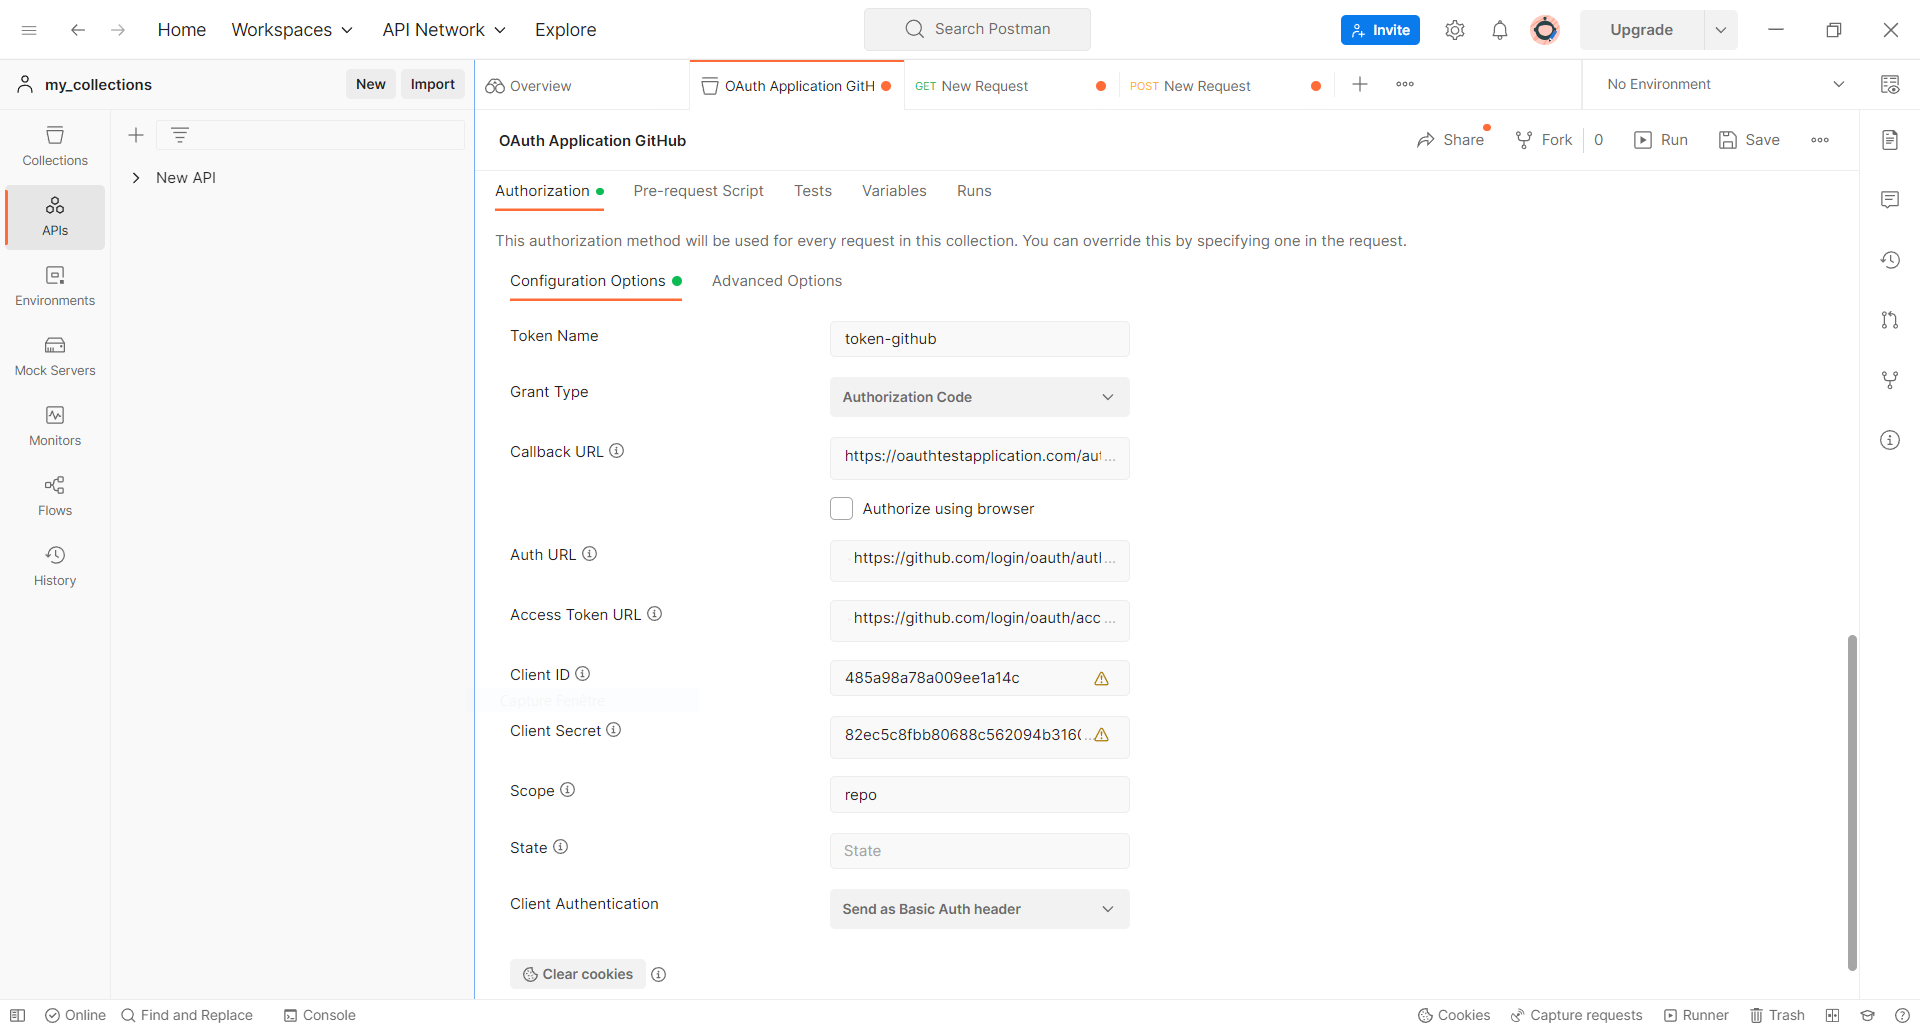 Home Workspaces API Network Explore Search Postman Invite Upgrade
my_collections New Import Overview OAuth Application GitH GET New Request POST New Request No Environment
OAuth Application GitHub Share Fork 0 Run Save
Collections
New API
APIs
Environments
Mock Servers
Monitors
Flows
History
Authorization Pre-request Script Tests Variables Runs
This authorization method will be used for every request in this collection. You can override this by specifying one in the request.
Configuration Options Advanced Options
Token Name token-github
Grant Type Authorization Code
Callback URL https://oauthtestapplication.com/aut...
Authorize using browser
Auth URL https://github.com/login/oauth/autl...
Access Token URL https://github.com/login/oauth/acc...
Client ID 485a98a78a009ee1a14c
Capture Fenêtre
Client Secret 82ec5c8fbb80688c562094b3160...
Scope repo
State State
Client Authentication Send as Basic Auth header
Clear cookies
Online Find and Replace Console Cookies Capture requests Runner Trash